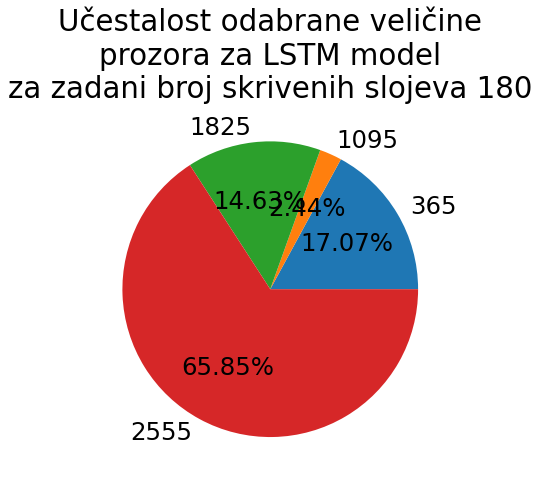 Učestalost odabrane veličine
prozora za LSTM model
za zadani broj skrivenih slojeva 180
1825
1095
365
14.63%
2.44%
17.07%
65.85%
2555